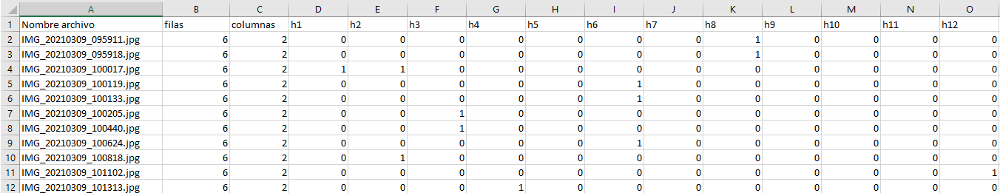 A B C D E F G H I J K L M N O
1 Nombre archivo filas columnas h1 h2 h3 h4 h5 h6 h7 h8 h9 h10 h11 h12
2 IMG_20210309_095911.jpg 6 2 0 0 0 0 0 0 0 1 0 0 0 0
3 IMG_20210309_095918.jpg 6 2 0 0 0 0 0 0 0 1 0 0 0 0
4 IMG_20210309_100017.jpg 6 2 1 1 0 0 0 0 0 0 0 0 0 0
5 IMG_20210309_100119.jpg 6 2 0 0 0 0 0 1 0 0 0 0 0 0
6 IMG_20210309_100133.jpg 6 2 0 0 0 0 0 1 0 0 0 0 0 0
7 IMG_20210309_100205.jpg 6 2 0 0 1 0 0 0 0 0 0 0 0 0
8 IMG_20210309_100440.jpg 6 2 0 0 1 0 0 0 0 0 0 0 0 0
9 IMG_20210309_100624.jpg 6 2 0 0 0 0 0 1 0 0 0 0 0 0
10 IMG_20210309_100818.jpg 6 2 0 1 0 0 0 0 0 0 0 0 0 0
11 IMG_20210309_101102.jpg 6 2 0 0 0 0 0 0 0 0 0 0 0 1
12 IMG_20210309_101313.jpg 6 2 0 0 0 1 0 0 0 0 0 0 0 0